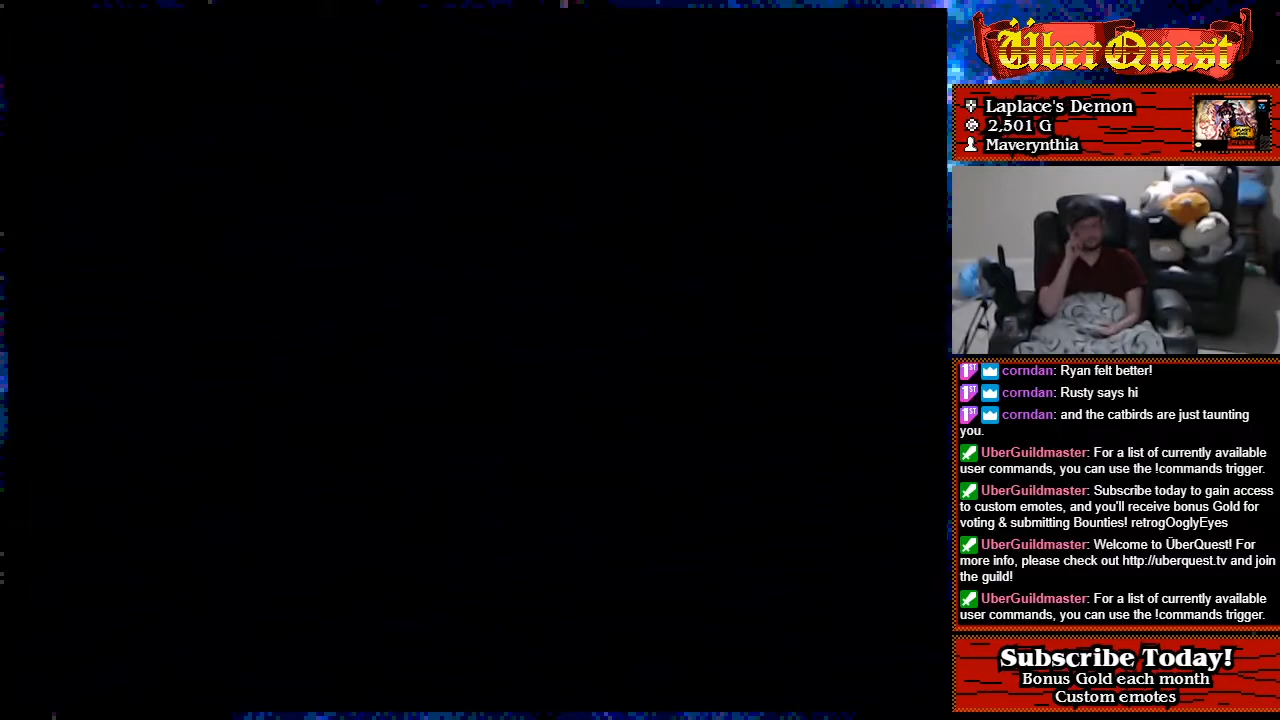 ÜberQuest
Laplace's Demon
2,501 G
Maverynthia
corndan: Ryan felt better!
corndan: Rusty says hi
corndan: and the catbirds are just taunting
you.
UberGuildmaster: For a list of currently available
user commands, you can use the !commands trigger.
UberGuildmaster: Subscribe today to gain access
to custom emotes, and you'll receive bonus Gold for
voting & submitting Bounties! retrogOoglyEyes
UberGuildmaster: Welcome to ÜberQuest! For
more info, please check out http://uberquest.tv and join
the guild!
UberGuildmaster: For a list of currently available
user commands, you can use the !commands trigger.
Subscribe Today!
Bonus Gold each month
Custom emotes